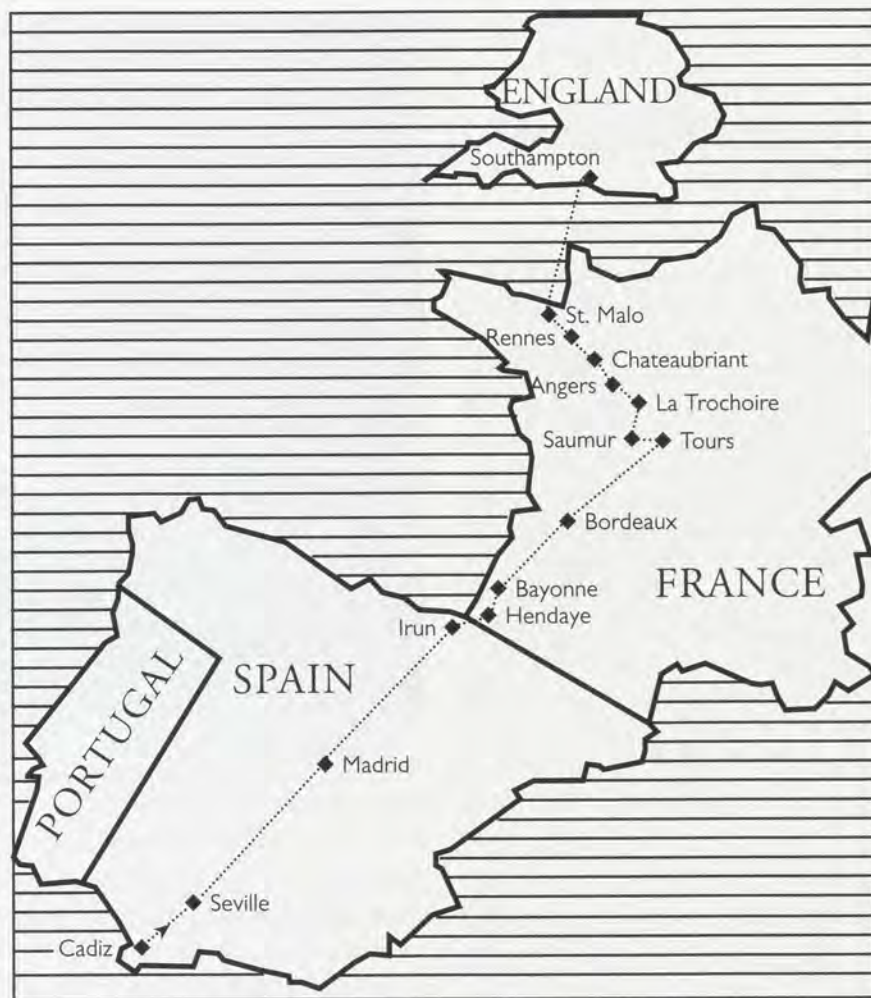 ENGLAND
Southampton
St. Malo
Rennes
Chateaubriant
Angers
La Trochoire
Saumur
Tours
Bordeaux
Bayonne
FRANCE
Hendaye
Irun
SPAIN
PORTUGAL
Madrid
Seville
Cadiz